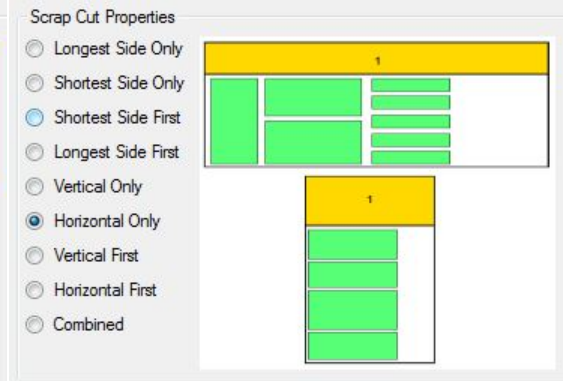 Scrap Cut Properties
Longest Side Only
Shortest Side Only
Shortest Side First
Longest Side First
Vertical Only
Horizontal Only
Vertical First
Horizontal First
Combined
1
1